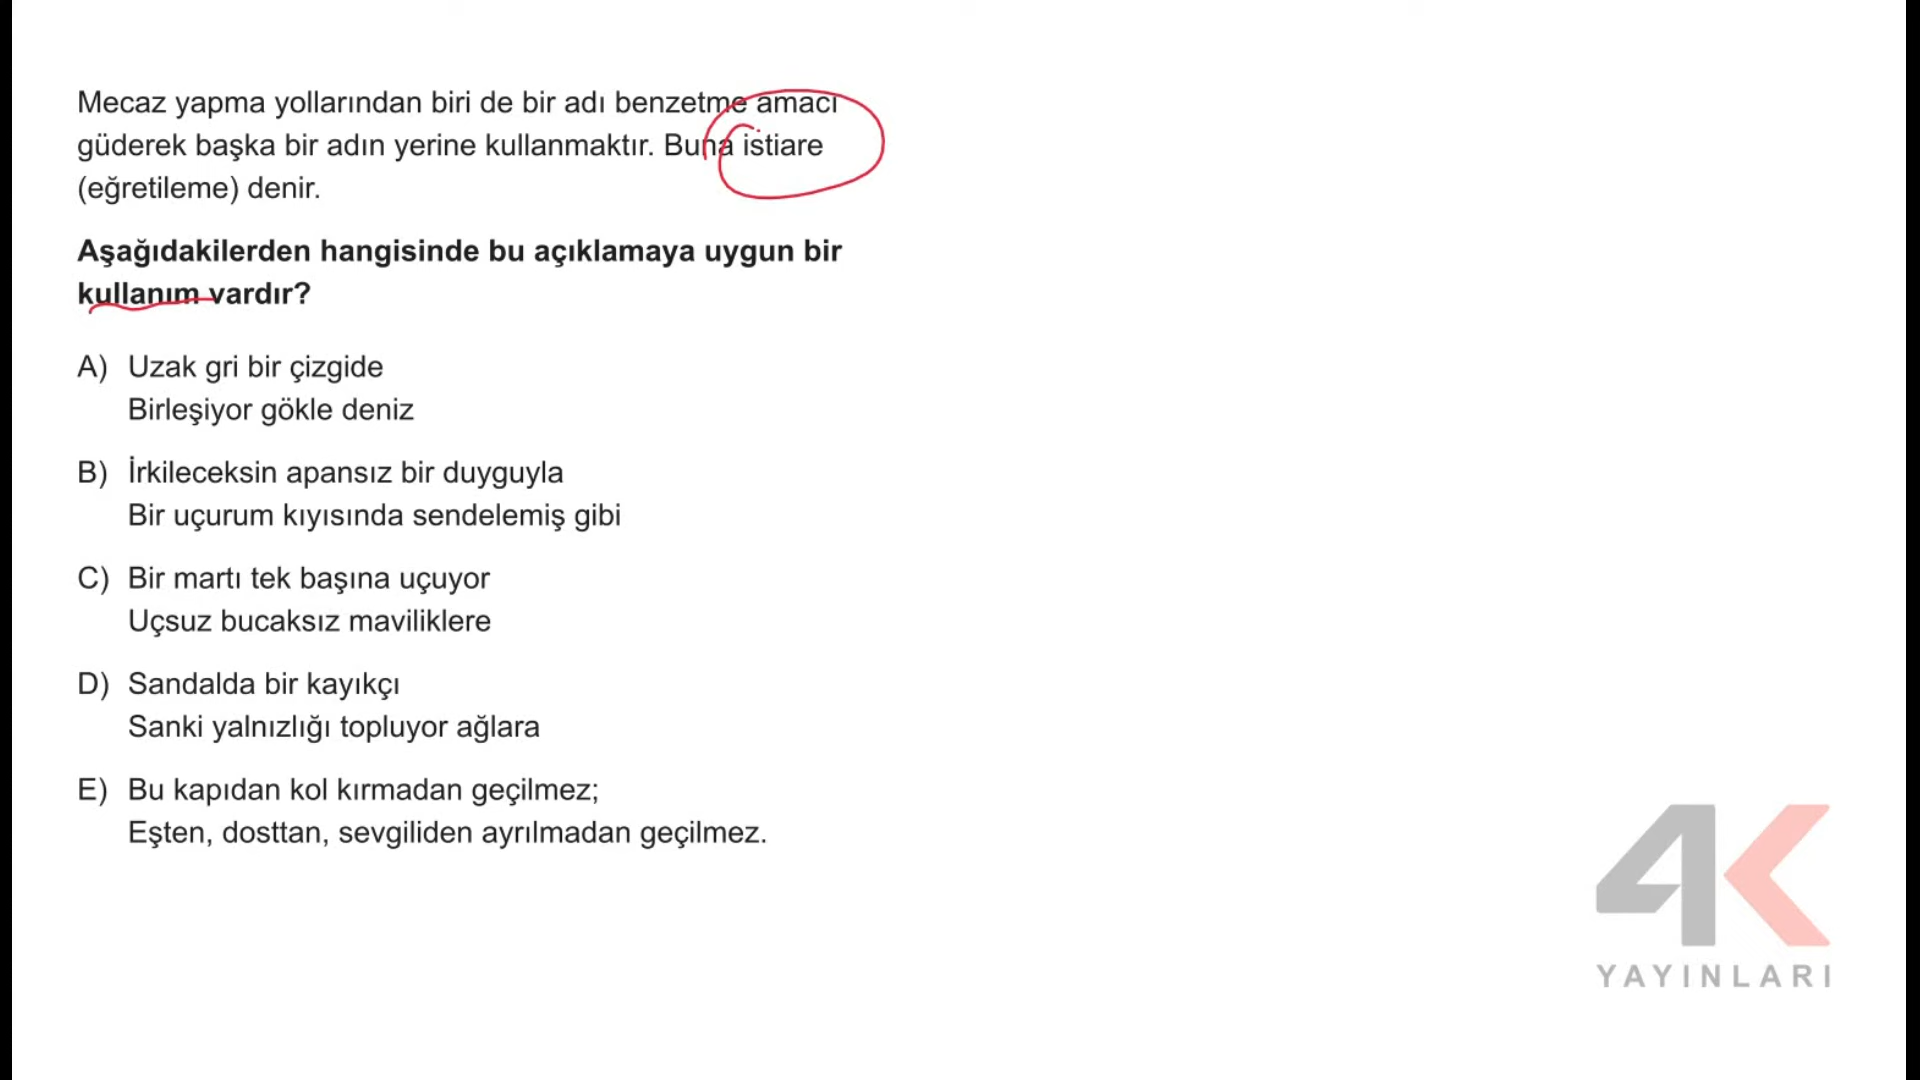 Mecaz yapma yollarından biri de bir adı benzetme amacı
güderek başka bir adın yerine kullanmaktır. Buna istiare
(eğretileme) denir.
Aşağıdakilerden hangisinde bu açıklamaya uygun bir
kullanım vardır?
A) Uzak gri bir çizgide
Birleşiyor gökle deniz
B) İrkileceksin apansız bir duyguyla
Bir uçurum kıyısında sendelemiş gibi
C) Bir martı tek başına uçuyor
Uçsuz bucaksız maviliklere
D) Sandalda bir kayıkçı
Sanki yalnızlığı topluyor ağlara
E) Bu kapıdan kol kırmadan geçilmez;
Eşten, dosttan, sevgiliden ayrılmadan geçilmez.
4K
YAYINLARI